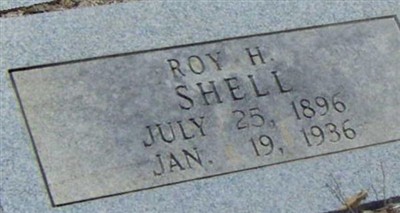 ROY H.
SHELL
JULY 25, 1896
JAN. 19, 1936